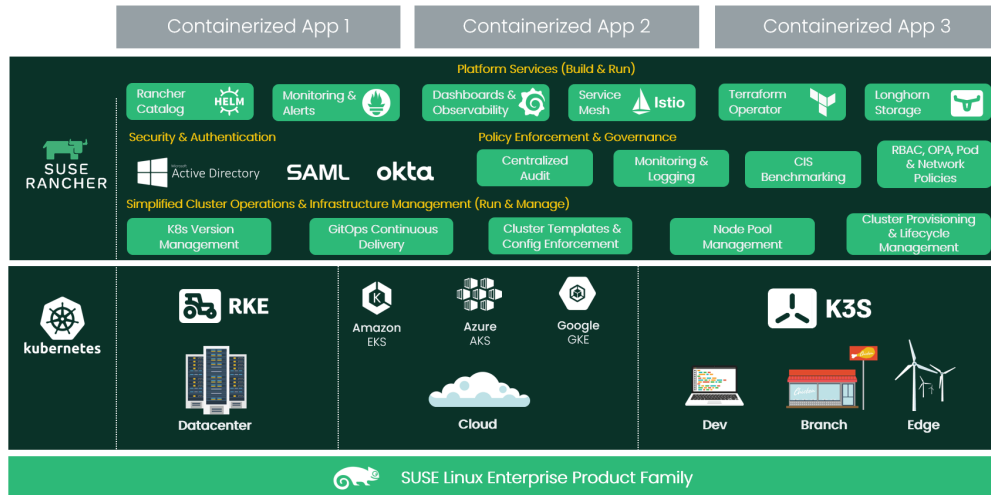 Containerized App 1
Containerized App 2
Containerized App 3
Platform Services (Build & Run)
Rancher
Catalog
HELM
Monitoring &
Alerts
Dashboards &
Observability
Service
Mesh
Istio
Terraform
Operator
Longhorn
Storage
SUSE
RANCHER
Security & Authentication
Microsoft
Active Directory
SAML
okta
Policy Enforcement & Governance
Centralized
Audit
Monitoring &
Logging
CIS
Benchmarking
RBAC, OPA, Pod
& Network
Policies
Simplified Cluster Operations & Infrastructure Management (Run & Manage)
K8s Version
Management
GitOps Continuous
Delivery
Cluster Templates &
Config Enforcement
Node Pool
Management
Cluster Provisioning
& Lifecycle
Management
kubernetes
RKE
Datacenter
Amazon
EKS
Azure
AKS
Google
GKE
Cloud
K3S
Dev
Branch
Edge
SUSE Linux Enterprise Product Family